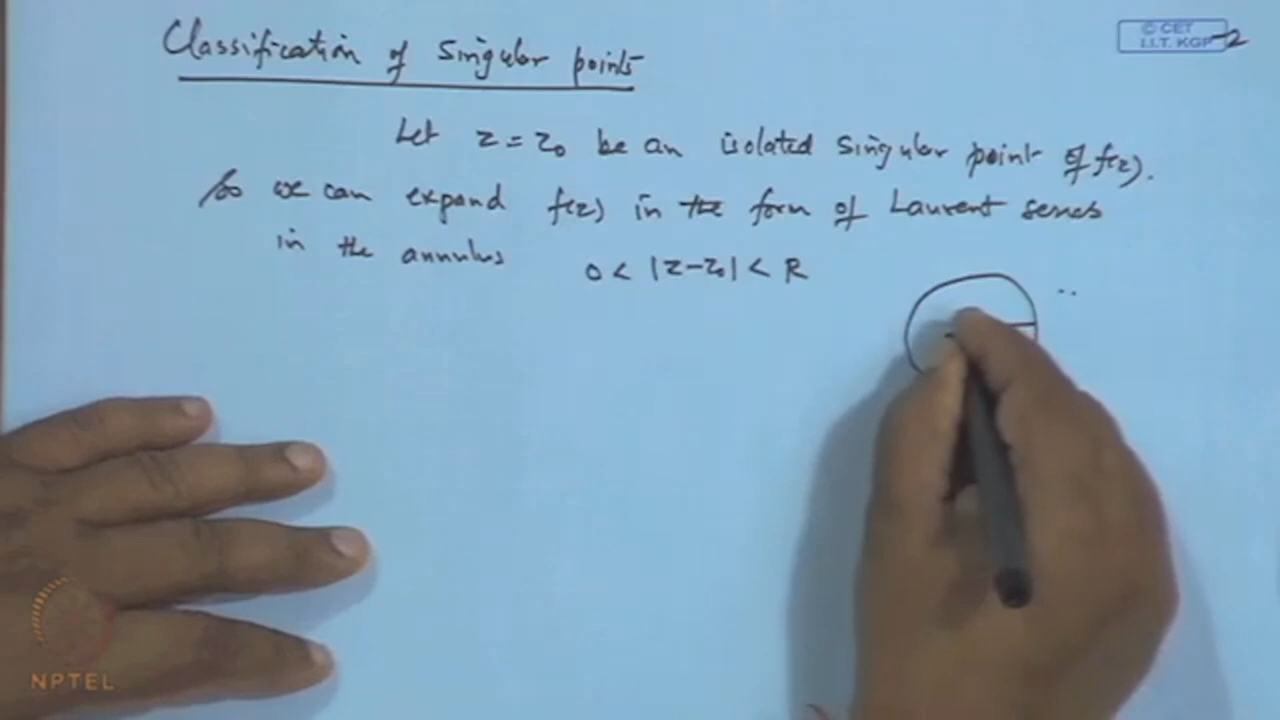 Classification of Singular points
© CET
I.I.T. KGP
2
Let z = z₀ be an isolated singular point of f(z).
So we can expand f(z) in the form of Laurent series
in the annulus 0 < |z-z₀| < R
NPTEL